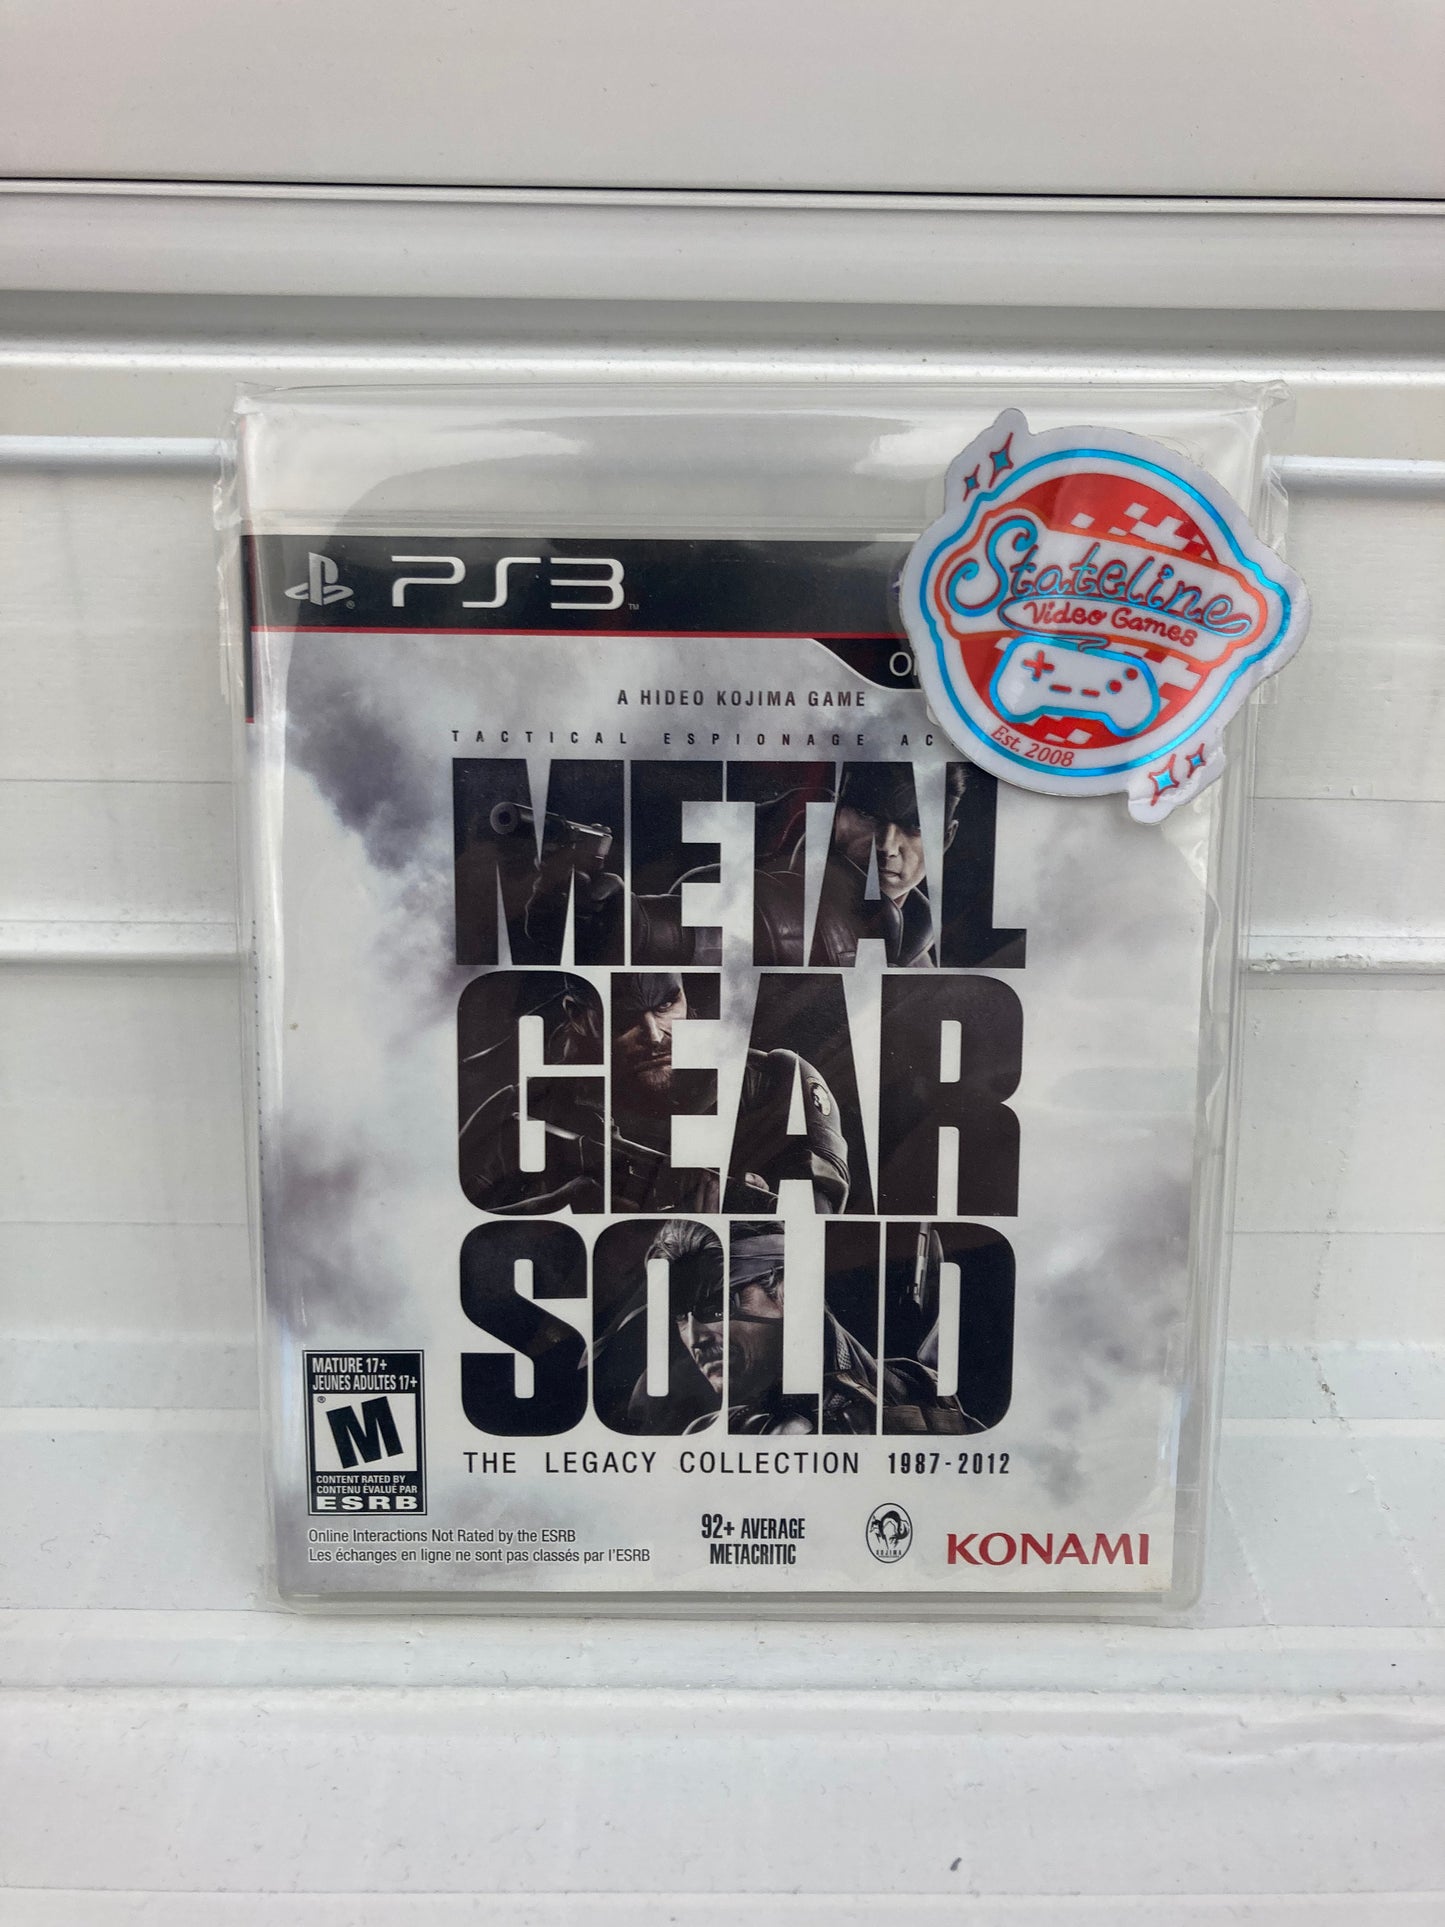 PS3
Stateline
Video Games
Est. 2008
A HIDEO KOJIMA GAME
TACTICAL ESPIONAGE AC
METAL
GEAR
SOLID
THE LEGACY COLLECTION 1987-2012
MATURE 17+
JEUNES ADULTES 17+
M
CONTENT RATED BY
CONTENU ÉVALUÉ PAR
ESRB
Online Interactions Not Rated by the ESRB
Les échanges en ligne ne sont pas classés par l'ESRB
92+ AVERAGE
METACRITIC
KOJIMA
KONAMI